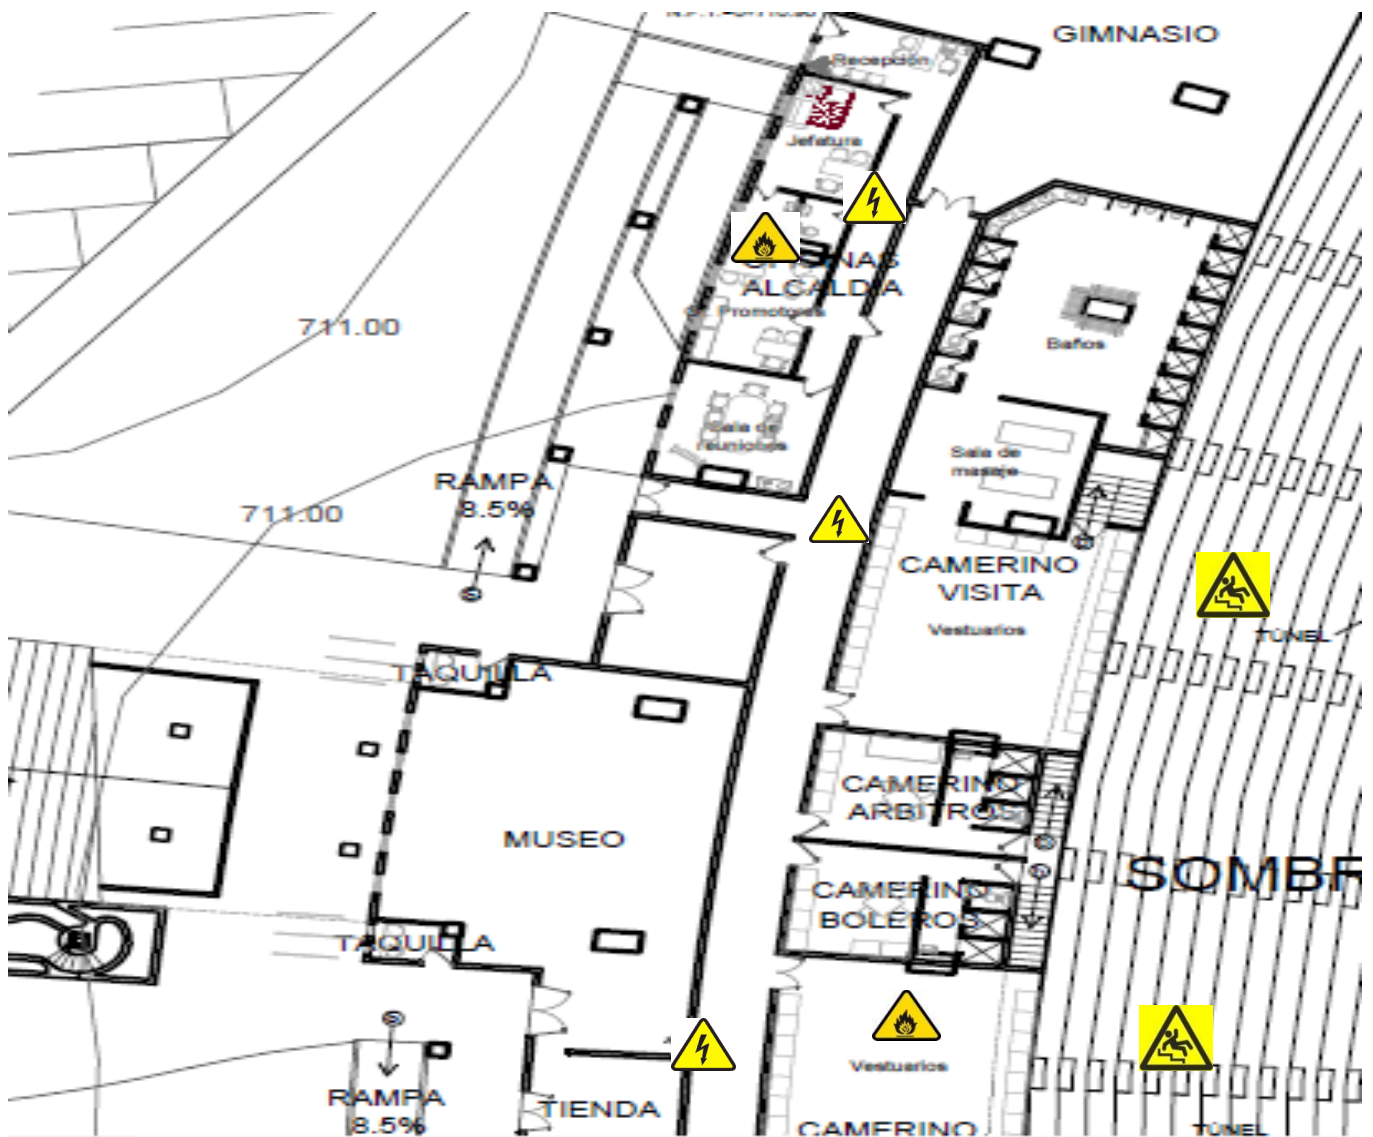 GIMNASIO
Recepción
Jefatura
ALCALDIA
Promotores
711.00
Baños
Sala de
reuniones
Sala de
masaje
RAMPA
8.5%
711.00
CAMERINO
VISITA
Vestuarios
TÚNEL
TAQUILLA
CAMERINO
ARBITROS
MUSEO
SOMBR
CAMERINO
BOLEROS
TAQUILLA
Vestuarios
RAMPA
8.5%
TIENDA
CAMERINO
TÚNEL